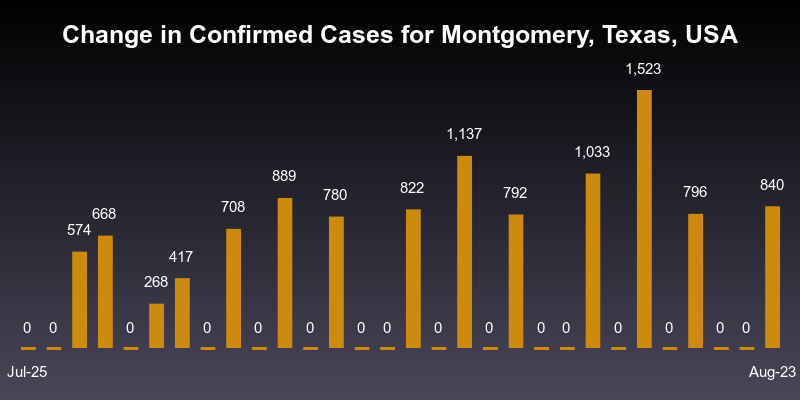 Change in Confirmed Cases for Montgomery, Texas, USA
0 0 574 668 0 268 417 0 708 0 889 0 780 0 0 822 0 1,137 0 792 0 0 1,033 0 1,523 0 796 0 0 840
Jul-25 Aug-23